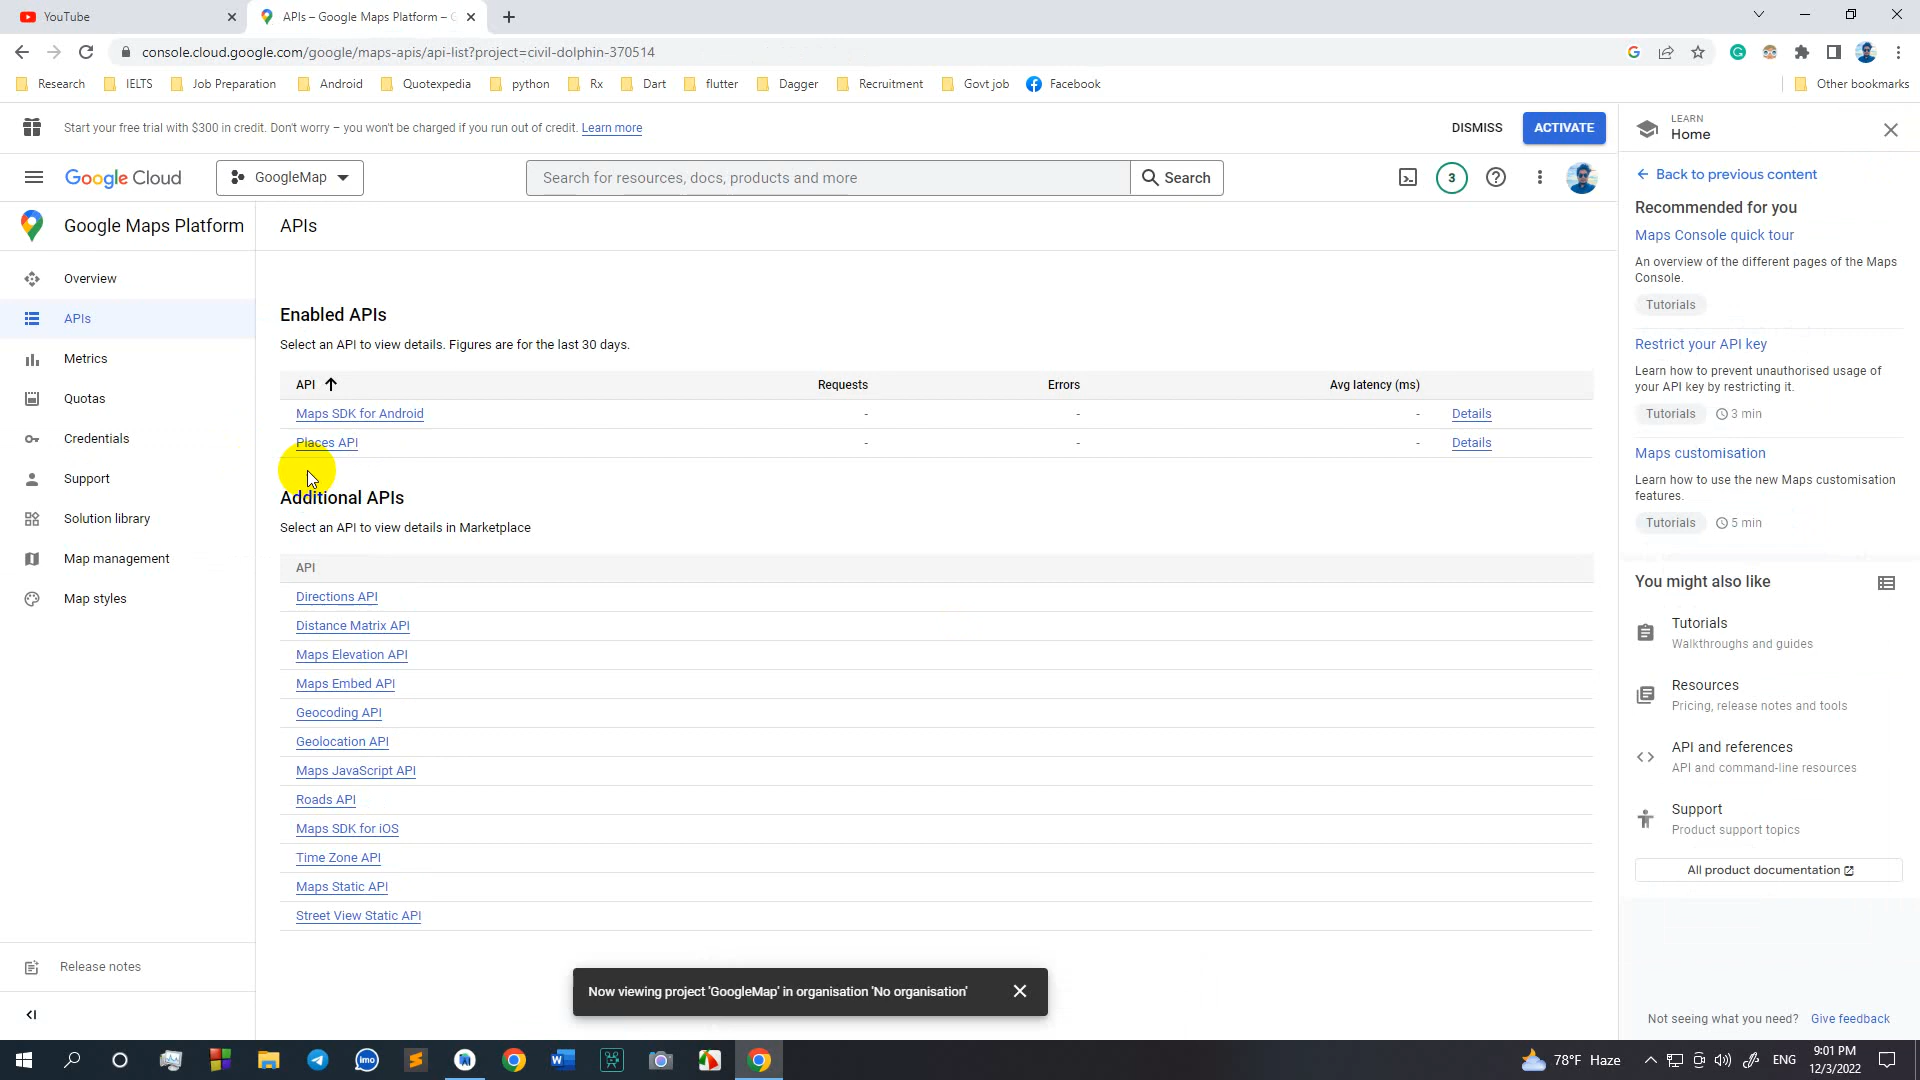 YouTube
APIs – Google Maps Platform – G
console.cloud.google.com/google/maps-apis/api-list?project=civil-dolphin-370514
Research
IELTS
Job Preparation
Android
Quotexpedia
python
Rx
Dart
flutter
Dagger
Recruitment
Govt job
Facebook
Other bookmarks
Start your free trial with $300 in credit. Don't worry – you won't be charged if you run out of credit. Learn more
DISMISS
ACTIVATE
Google Cloud
GoogleMap
Search for resources, docs, products and more
Search
3
Google Maps Platform
Overview
APIs
Metrics
Quotas
Credentials
Support
Solution library
Map management
Map styles
Release notes
APIs
Enabled APIs
Select an API to view details. Figures are for the last 30 days.
API Requests Errors Avg latency (ms)
Maps SDK for Android - - - Details
Places API - - - Details
Additional APIs
Select an API to view details in Marketplace
API
Directions API
Distance Matrix API
Maps Elevation API
Maps Embed API
Geocoding API
Geolocation API
Maps JavaScript API
Roads API
Maps SDK for iOS
Time Zone API
Maps Static API
Street View Static API
Now viewing project 'GoogleMap' in organisation 'No organisation'
LEARN
Home
Back to previous content
Recommended for you
Maps Console quick tour
An overview of the different pages of the Maps
Console.
Tutorials
Restrict your API key
Learn how to prevent unauthorised usage of
your API key by restricting it.
Tutorials 3 min
Maps customisation
Learn how to use the new Maps customisation
features.
Tutorials 5 min
You might also like
Tutorials
Walkthroughs and guides
Resources
Pricing, release notes and tools
API and references
API and command-line resources
Support
Product support topics
All product documentation
Not seeing what you need? Give feedback
imo
W
78°F Haze
ENG
9:01 PM
12/3/2022